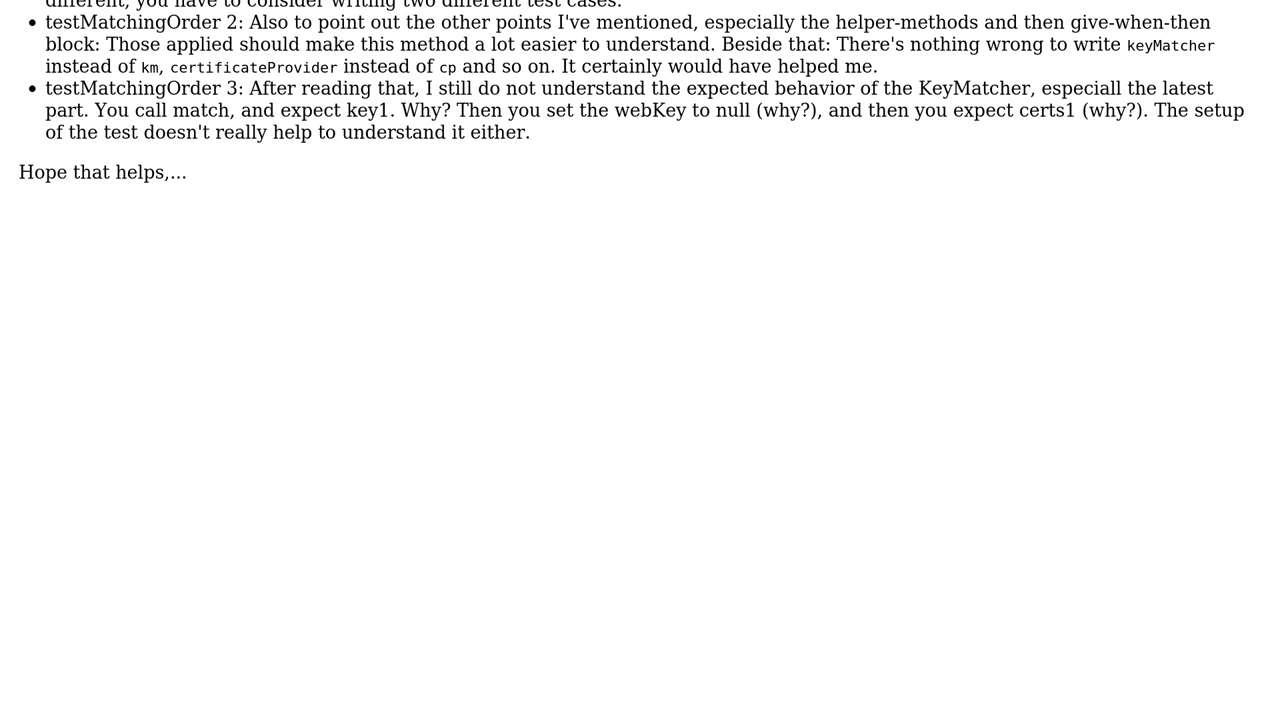 different, you have to consider writing two different test cases.
testMatchingOrder 2: Also to point out the other points I've mentioned, especially the helper-methods and then give-when-then
block: Those applied should make this method a lot easier to understand. Beside that: There's nothing wrong to write keyMatcher
instead of km, certificateProvider instead of cp and so on. It certainly would have helped me.
testMatchingOrder 3: After reading that, I still do not understand the expected behavior of the KeyMatcher, especiall the latest
part. You call match, and expect key1. Why? Then you set the webKey to null (why?), and then you expect certs1 (why?). The setup
of the test doesn't really help to understand it either.
Hope that helps,...